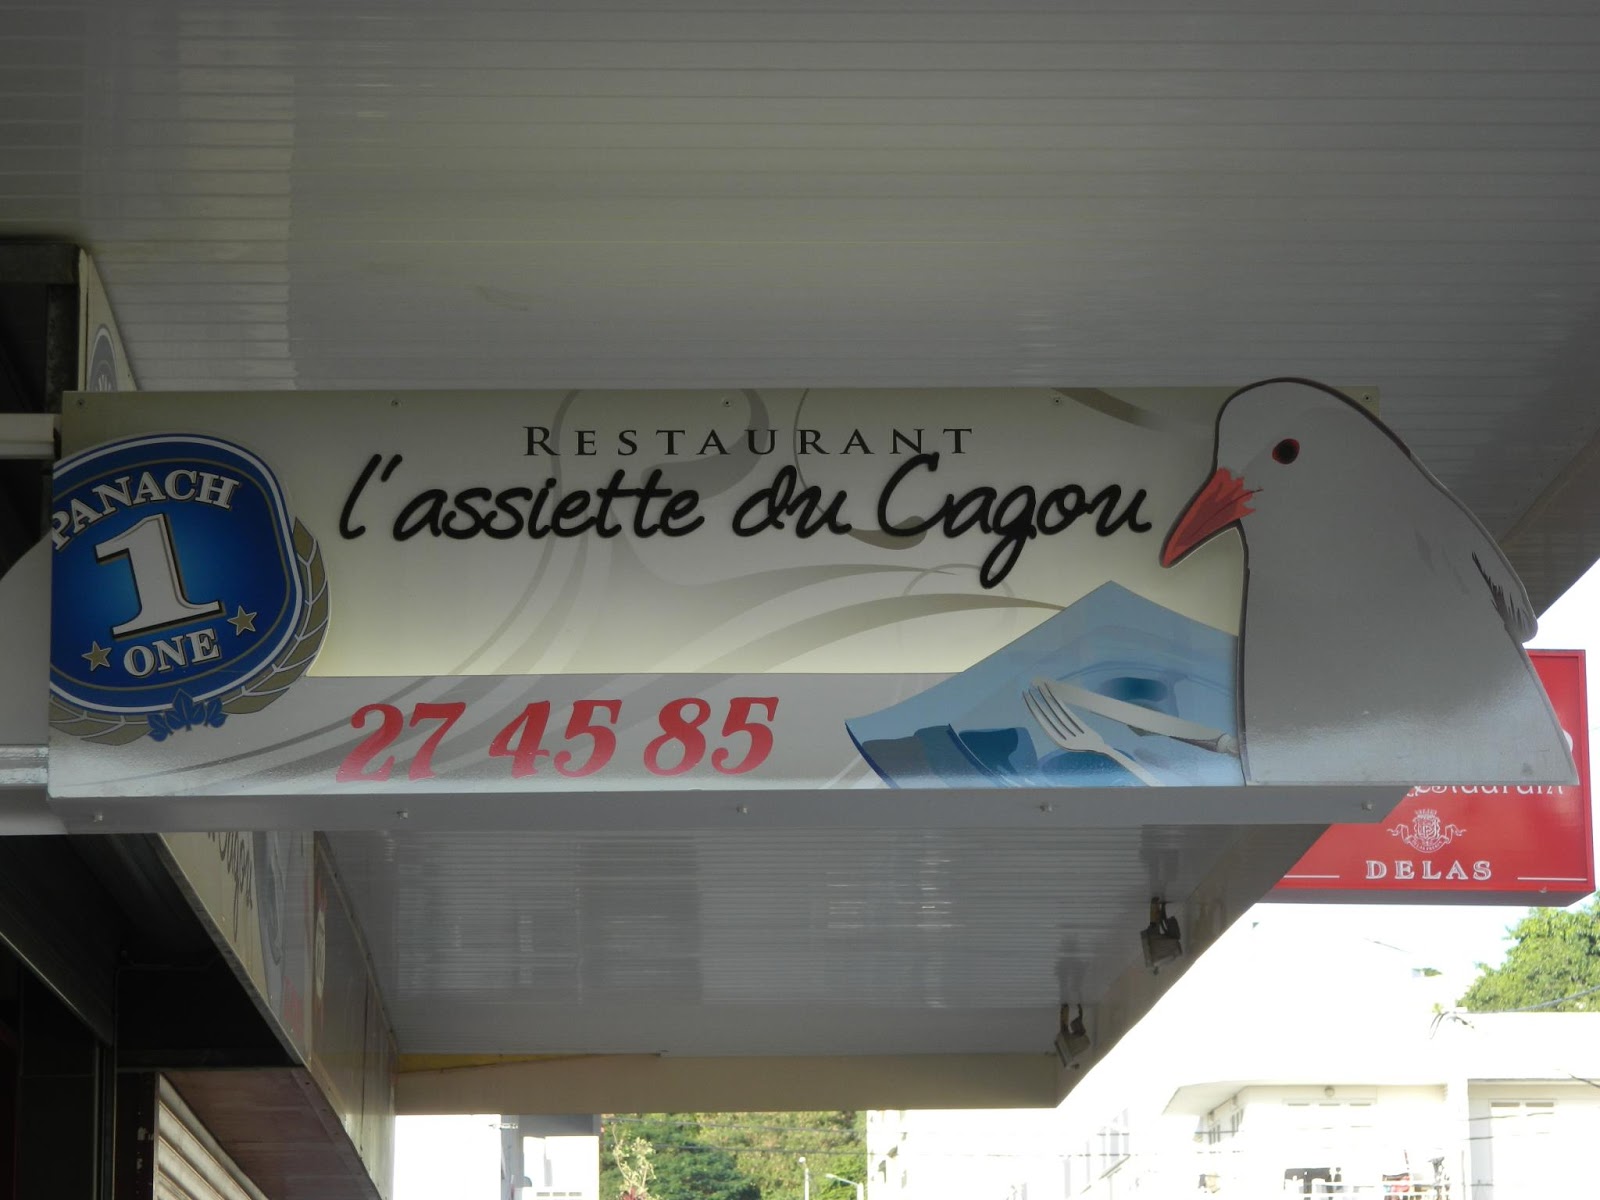 RESTAURANT
l'assiette du Cagou
PANACH
1
ONE
27 45 85
DELAS